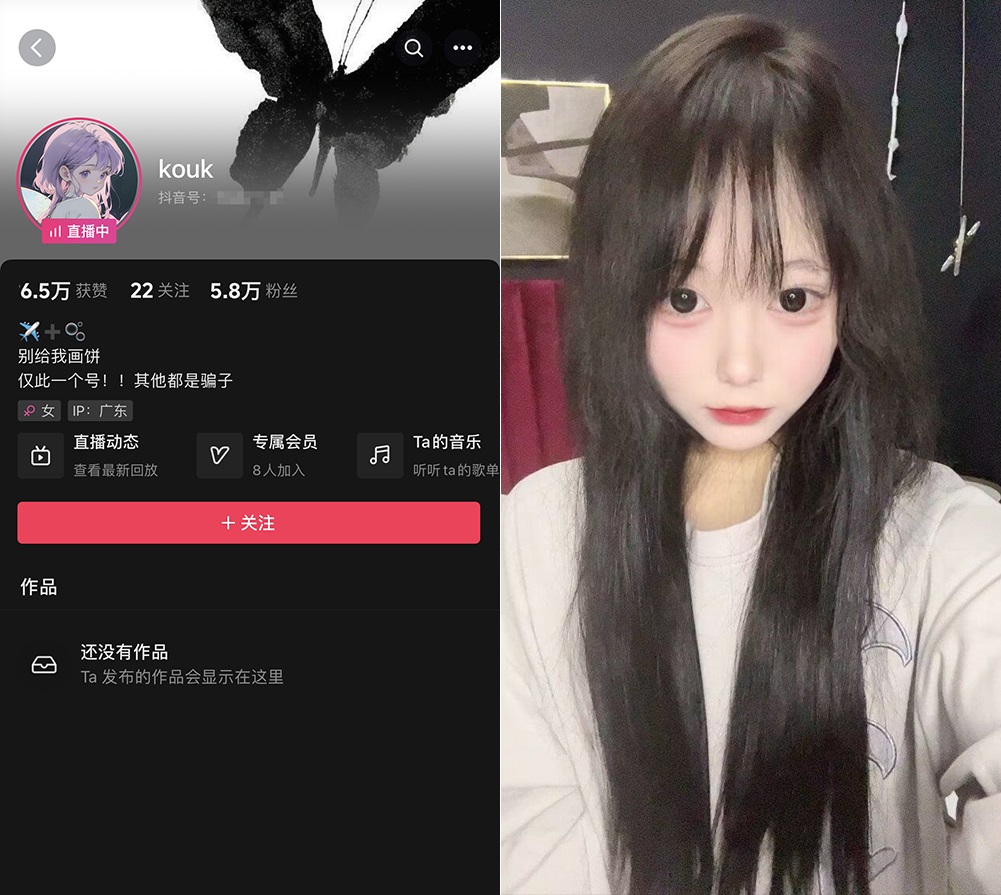 kouk
抖音号：
直播中
6.5万 获赞 22 关注 5.8万 粉丝
别给我画饼
仅此一个号！！其他都是骗子
女 IP：广东
直播动态 专属会员 Ta的音乐
查看最新回放 8人加入 听听ta的歌单
＋关注
作品
还没有作品
Ta 发布的作品会显示在这里